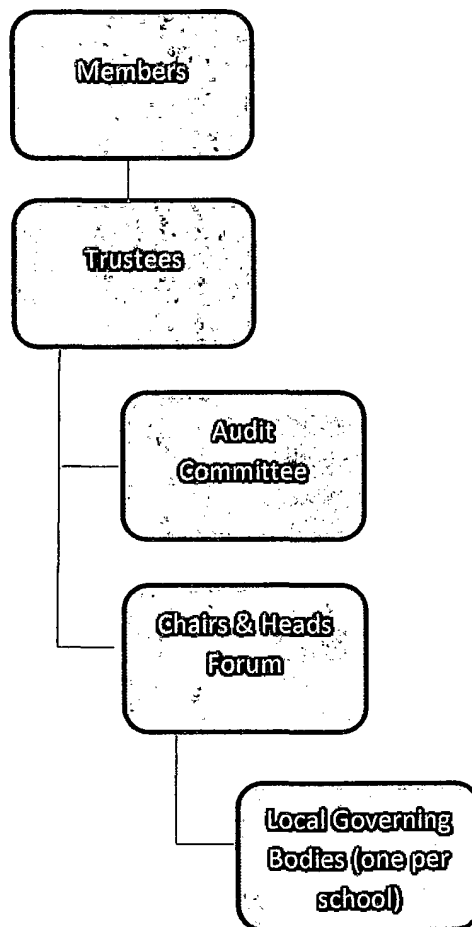 Members
Trustees
Audit
Committee
Chairs & Heads
Forum
Local Governing
Bodies (one per
school)